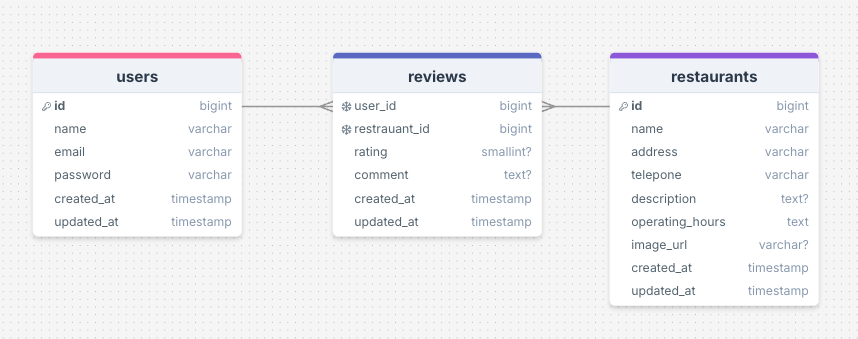 users
id bigint
name varchar
email varchar
password varchar
created_at timestamp
updated_at timestamp
reviews
user_id bigint
restrauant_id bigint
rating smallint?
comment text?
created_at timestamp
updated_at timestamp
restaurants
id bigint
name varchar
address varchar
telepone varchar
description text?
operating_hours text
image_url varchar?
created_at timestamp
updated_at timestamp